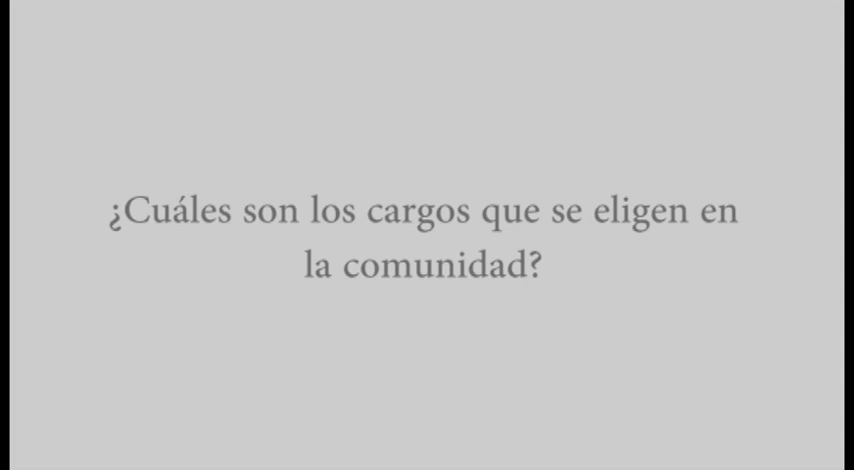 ¿Cuáles son los cargos que se eligen en
la comunidad?